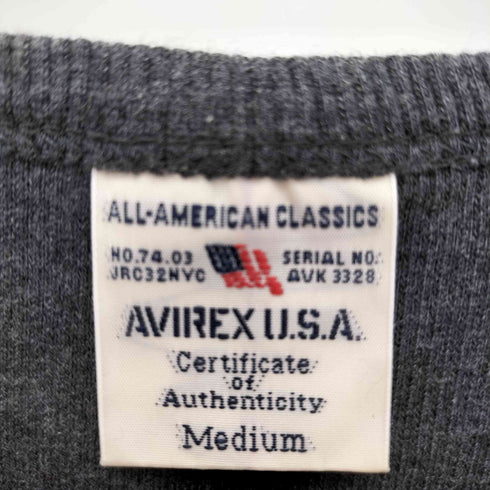 ALL-AMERICAN CLASSICS
NO.74.03 SERIAL NO.
JRC32NYC AVK 3328
AVIREX U.S.A.
Certificate
of
Authenticity
Medium